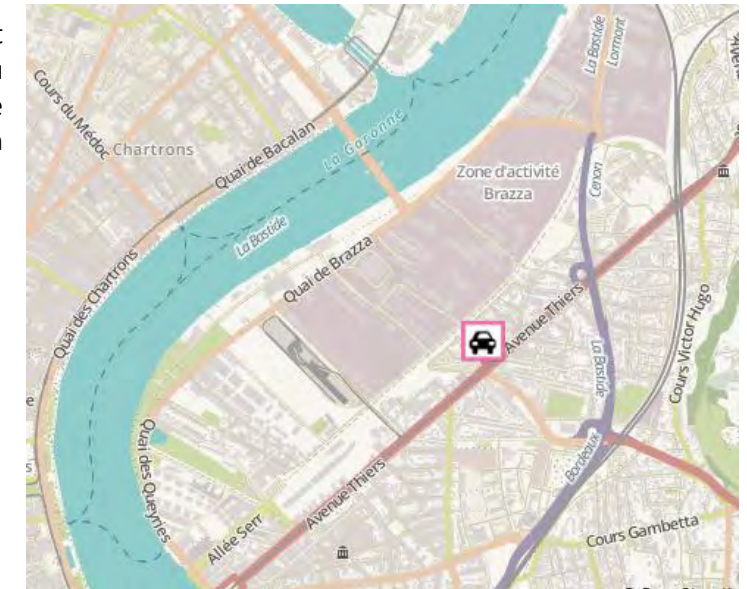 t
e
n
La Bastide
Lormont
Cours du Médoc
Chartrons
Quai de Bacalan
La Garonne
Zone d'activité
Brazza
Cenon
La Bastide
Quai de Brazza
Quai des Chartrons
Avenue Thiers
Cours Victor Hugo
La Bastide
e
s
Quai des Queyries
Bordeaux
Avenue Thiers
Allée Serr
Cours Gambetta